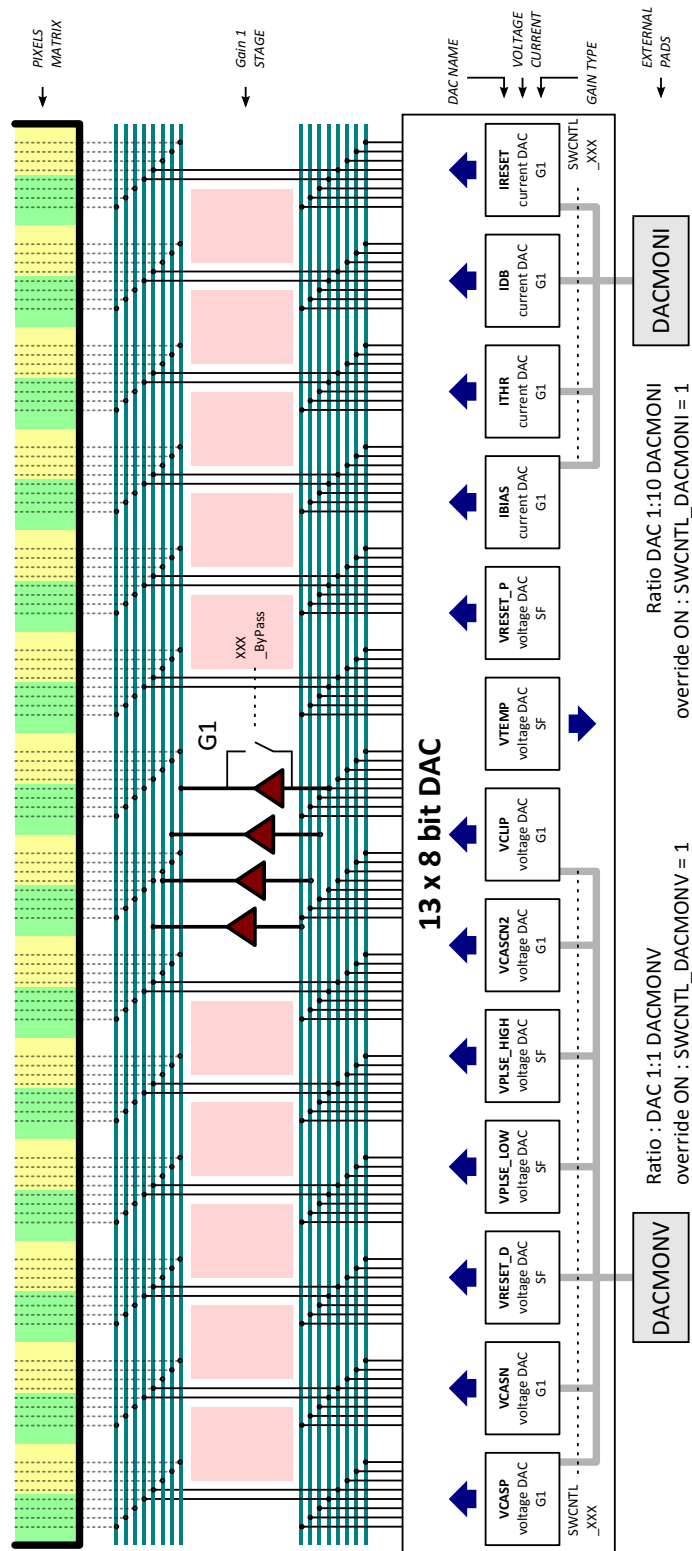 PIXELS
MATRIX
Gain 1
STAGE
DAC NAME
VOLTAGE
CURRENT
GAIN TYPE
EXTERNAL
PADS
G1
XXX
_ByPass
13 x 8 bit DAC
VCASP
voltage DAC
G1
VCASN
voltage DAC
G1
VRESET_D
voltage DAC
SF
VPLSE_LOW
voltage DAC
SF
VPLSE_HIGH
voltage DAC
SF
VCASCN2
voltage DAC
G1
VCLIP
voltage DAC
G1
VTEMP
voltage DAC
SF
VRESET_P
voltage DAC
SF
IBIAS
current DAC
G1
ITHR
current DAC
G1
IDB
current DAC
G1
IRESET
current DAC
G1
SWCNTL
_XXX
SWCNTL
_XXX
DACMONV
Ratio : DAC 1:1 DACMONV
override ON : SWCNTL_DACMONV = 1
Ratio DAC 1:10 DACMONI
override ON : SWCNTL_DACMONI = 1
DACMONI